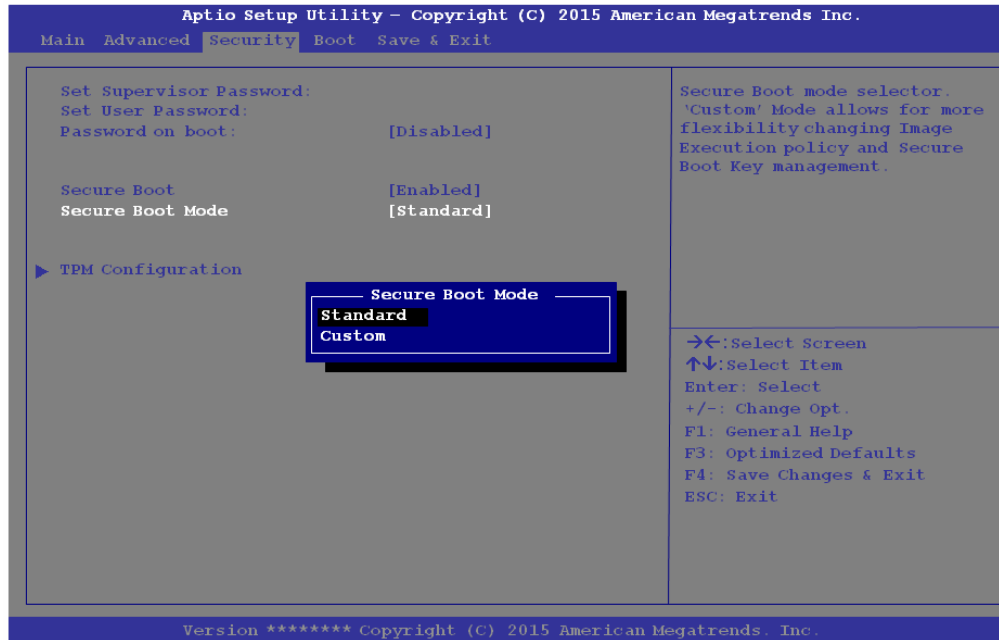 Aptio Setup Utility – Copyright (C) 2015 American Megatrends Inc.
Main Advanced Security Boot Save & Exit
Set Supervisor Password:
Set User Password:
Password on boot: [Disabled]
Secure Boot [Enabled]
Secure Boot Mode [Standard]
▶ TPM Configuration
Secure Boot Mode
Standard
Custom
Secure Boot mode selector.
‘Custom’ Mode allows for more
flexibility changing Image
Execution policy and Secure
Boot Key management.
→←:Select Screen
↑↓:Select Item
Enter: Select
+/-: Change Opt.
F1: General Help
F3: Optimized Defaults
F4: Save Changes & Exit
ESC: Exit
Version ******** Copyright (C) 2015 American Megatrends. Inc.